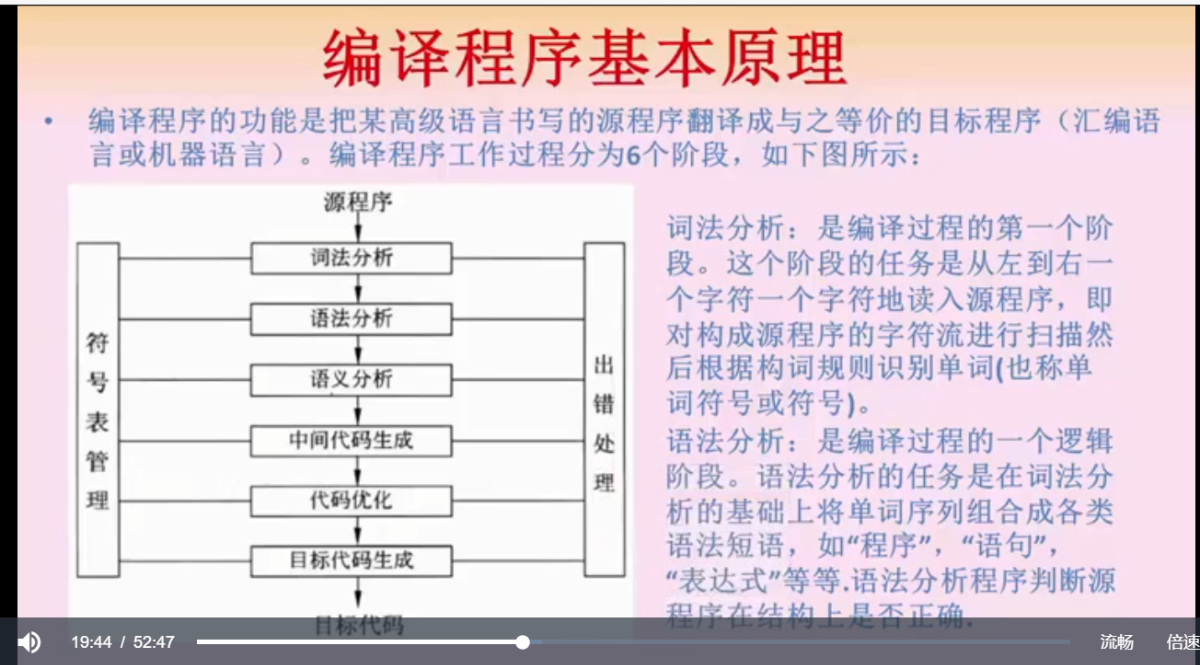 编译程序基本原理
• 编译程序的功能是把某高级语言书写的源程序翻译成与之等价的目标程序（汇编语
言或机器语言）。编译程序工作过程分为6个阶段，如下图所示：
源程序
词法分析
语法分析
语义分析
中间代码生成
代码优化
目标代码生成
目标代码
符号表管理
出错处理
词法分析：是编译过程的第一个阶
段。这个阶段的任务是从左到右一
个字符一个字符地读入源程序，即
对构成源程序的字符流进行扫描然
后根据构词规则识别单词(也称单
词符号或符号)。
语法分析：是编译过程的一个逻辑
阶段。语法分析的任务是在词法分
析的基础上将单词序列组合成各类
语法短语，如“程序”，“语句”，
“表达式”等等.语法分析程序判断源
程序在结构上是否正确.
19:44 / 52:47
流畅
倍速